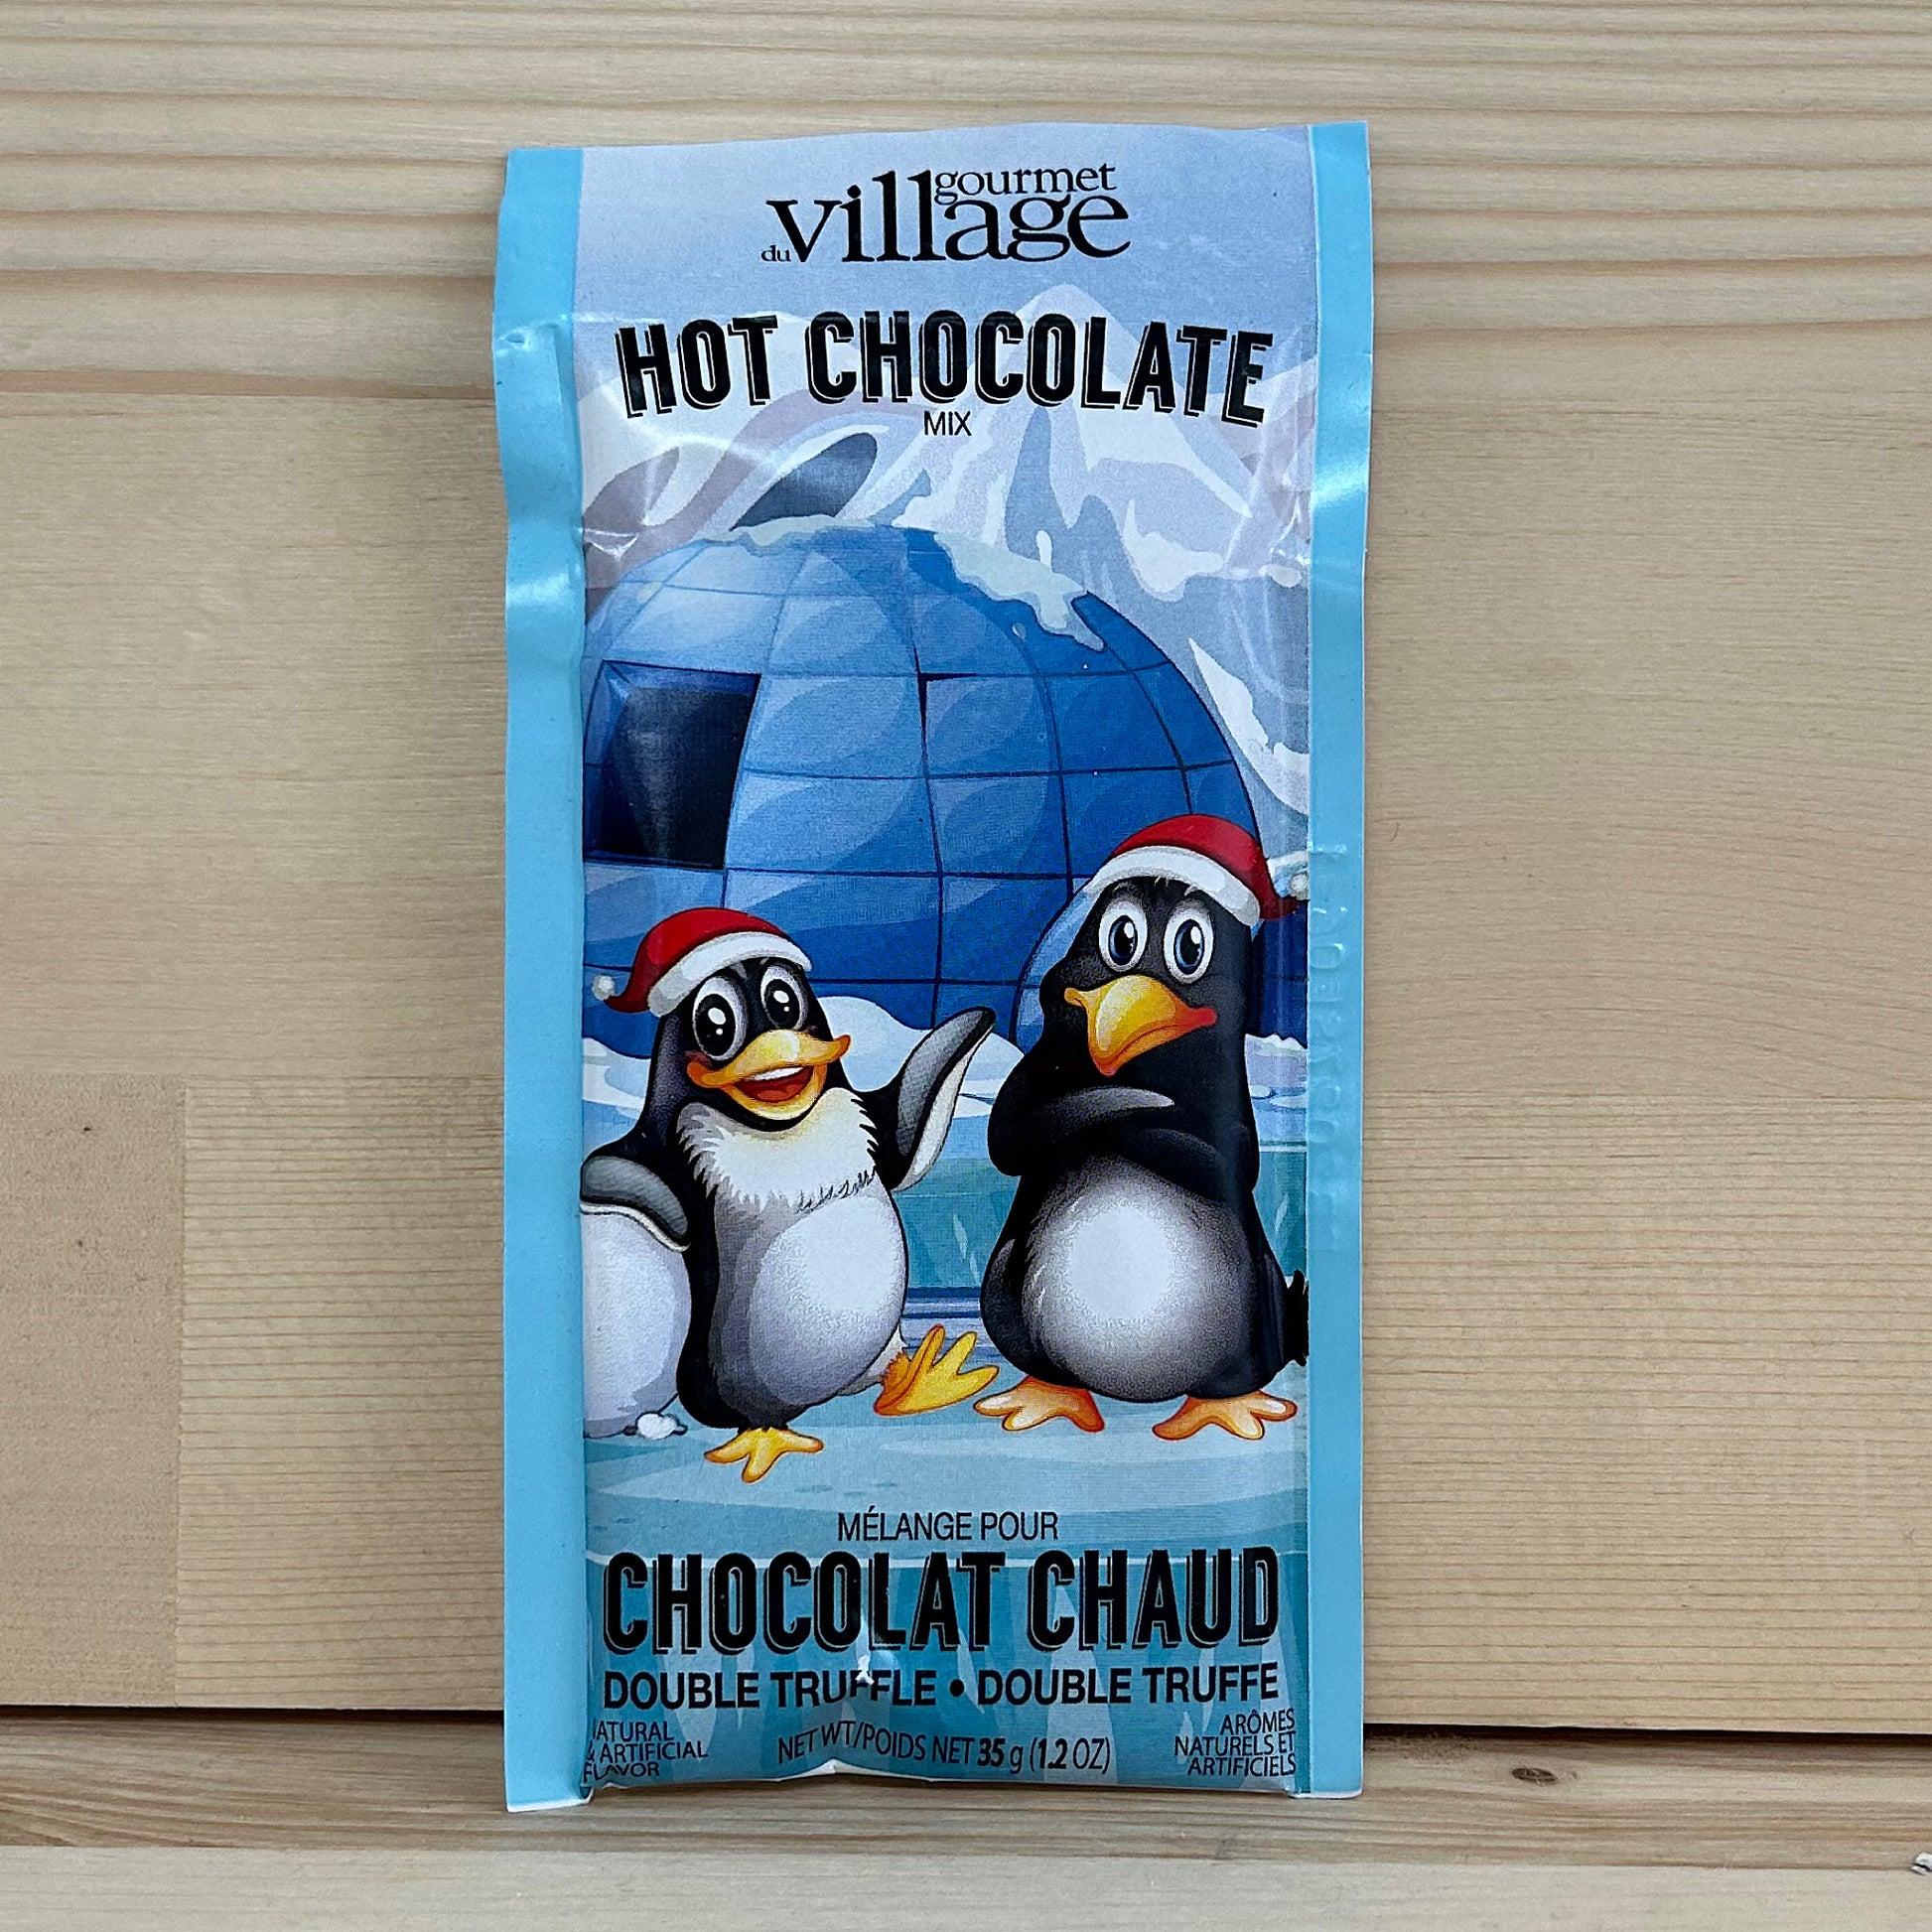 gourmet
du village
HOT CHOCOLATE
MIX
MÉLANGE POUR
CHOCOLAT CHAUD
DOUBLE TRUFFLE • DOUBLE TRUFFE
NATURAL
& ARTIFICIAL
FLAVOR
NET WT/POIDS NET 35 g (1.2 OZ)
ARÔMES
NATURELS ET
ARTIFICIELS